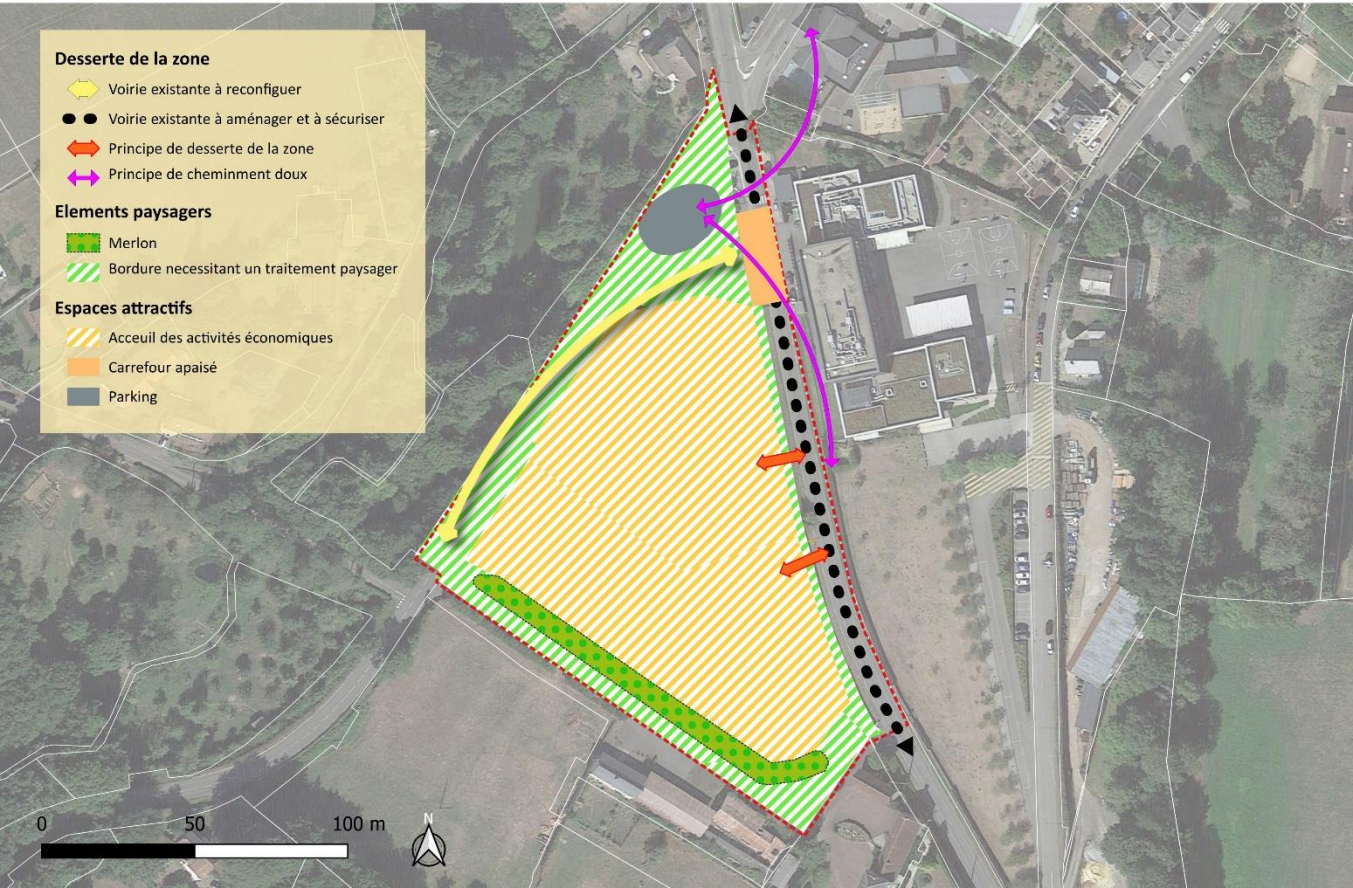 Desserte de la zone
Voirie existante à reconfiguer
Voirie existante à aménager et à sécuriser
Principe de desserte de la zone
Principe de cheminment doux
Elements paysagers
Merlon
Bordure necessitant un traitement paysager
Espaces attractifs
Acceuil des activités économiques
Carrefour apaisé
Parking
0 50 100 m
N